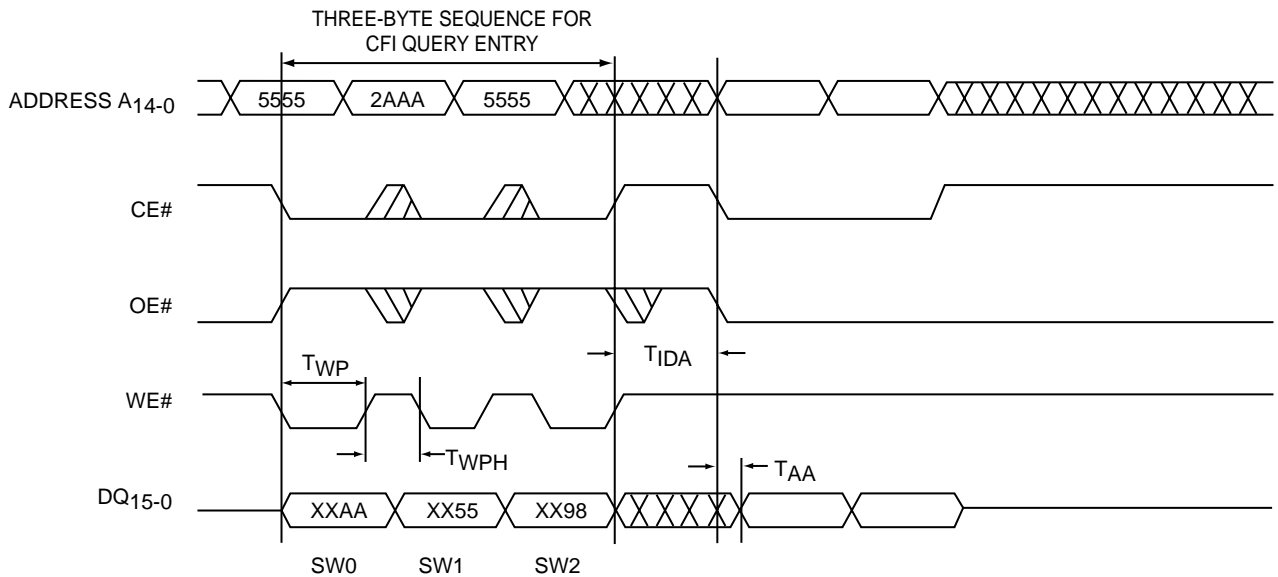 THREE-BYTE SEQUENCE FOR
CFI QUERY ENTRY
ADDRESS A14-0
5555 2AAA 5555
CE#
OE#
TIDA
TWP
WE#
TWPH
TAA
DQ15-0
XXAA XX55 XX98
SW0 SW1 SW2